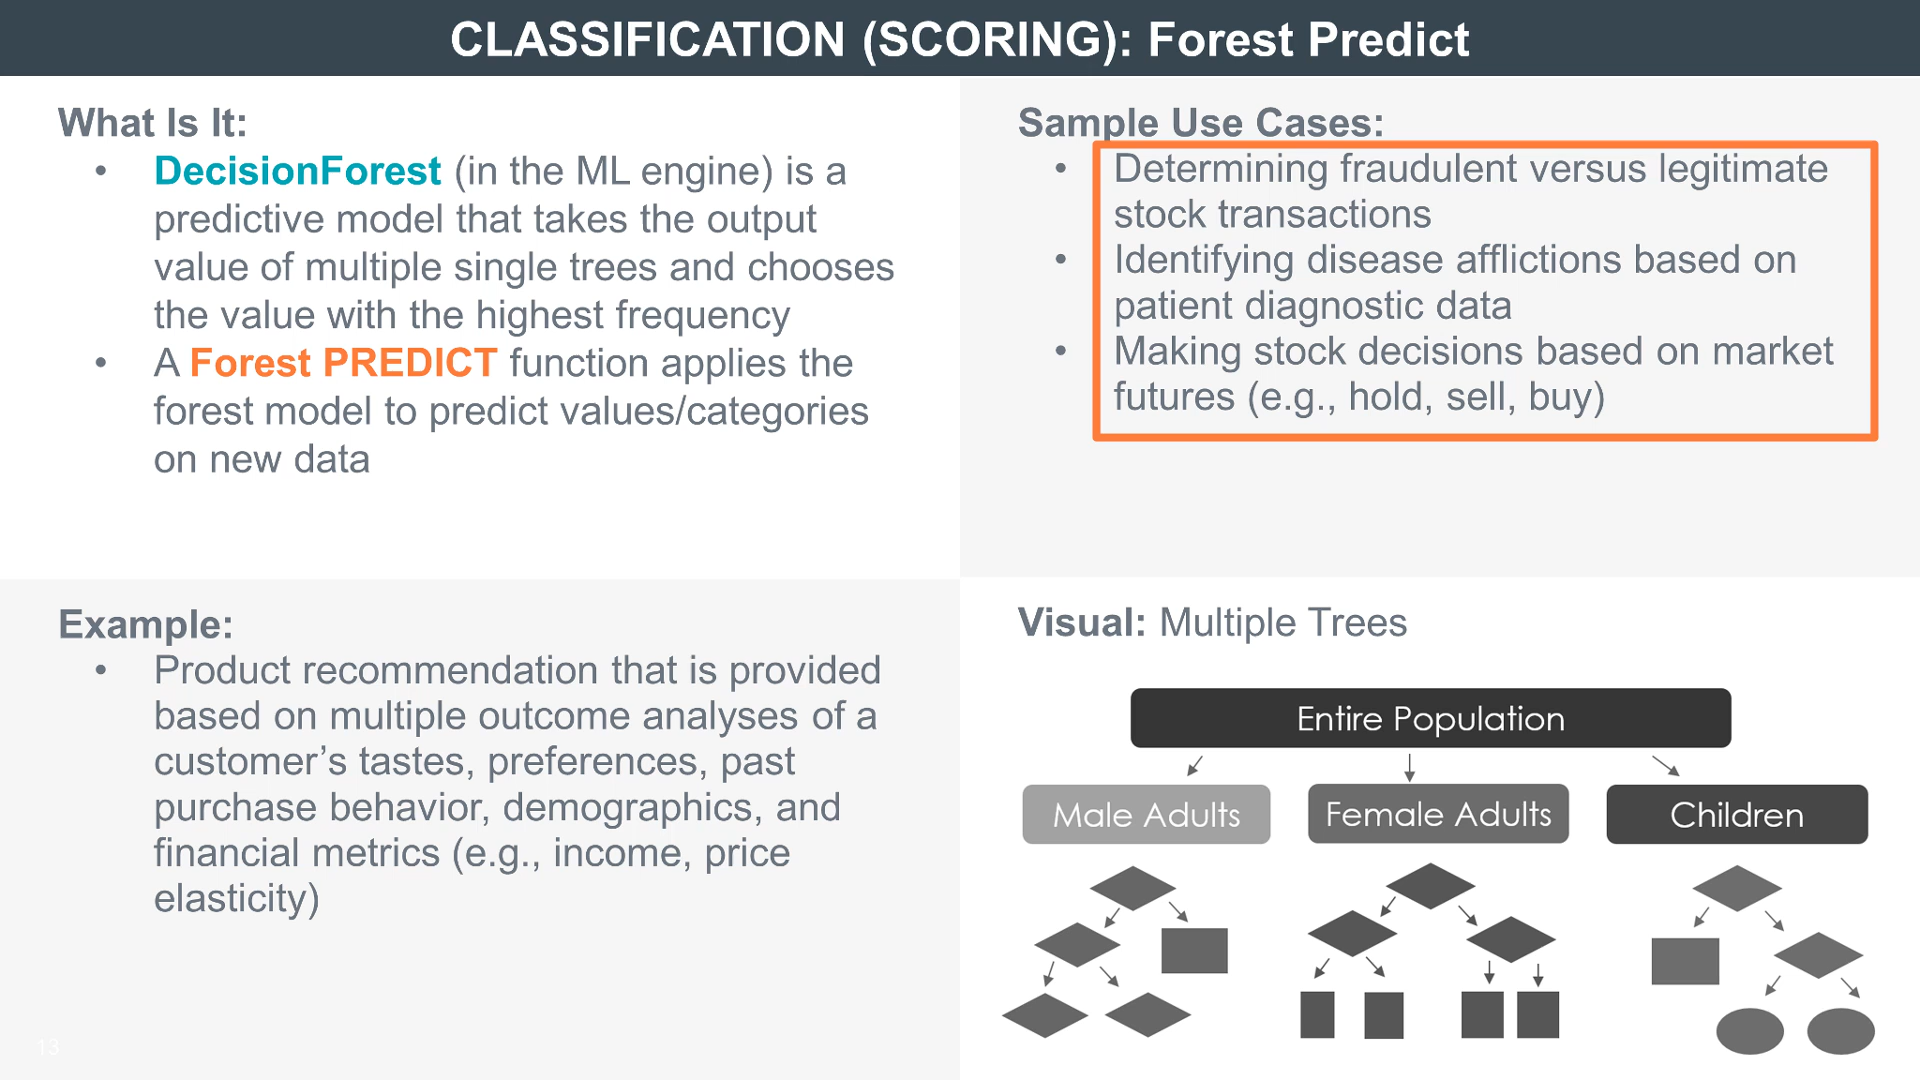 CLASSIFICATION (SCORING): Forest Predict
What Is It:
• DecisionForest (in the ML engine) is a
predictive model that takes the output
value of multiple single trees and chooses
the value with the highest frequency
• A Forest PREDICT function applies the
forest model to predict values/categories
on new data
Sample Use Cases:
• Determining fraudulent versus legitimate
stock transactions
• Identifying disease afflictions based on
patient diagnostic data
• Making stock decisions based on market
futures (e.g., hold, sell, buy)
Example:
• Product recommendation that is provided
based on multiple outcome analyses of a
customer’s tastes, preferences, past
purchase behavior, demographics, and
financial metrics (e.g., income, price
elasticity)
Visual: Multiple Trees
Entire Population
Male Adults
Female Adults
Children
13